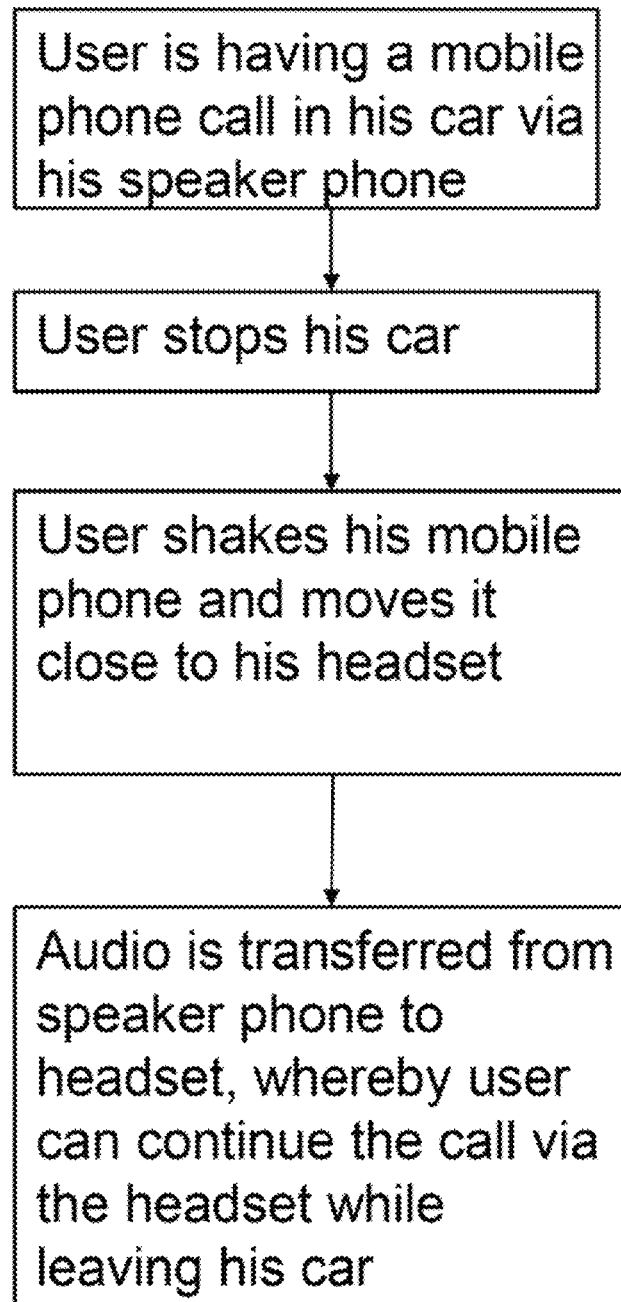 User is having a mobile
phone call in his car via
his speaker phone
User stops his car
User shakes his mobile
phone and moves it
close to his headset
Audio is transferred from
speaker phone to
headset, whereby user
can continue the call via
the headset while
leaving his car